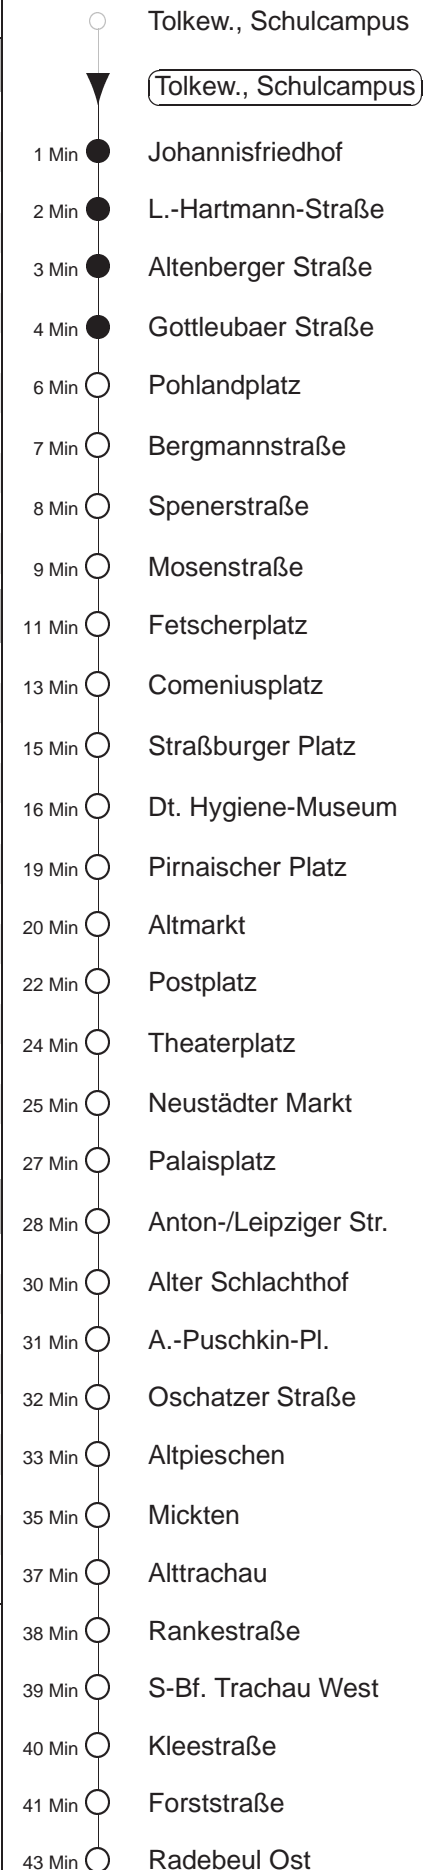 Tolkew., Schulcampus
Tolkew., Schulcampus
1 Min Johannisfriedhof
2 Min L.-Hartmann-Straße
3 Min Altenberger Straße
4 Min Gottleubaer Straße
6 Min Pohlandplatz
7 Min Bergmannstraße
8 Min Spenerstraße
9 Min Mosenstraße
11 Min Fetscherplatz
13 Min Comeniusplatz
15 Min Straßburger Platz
16 Min Dt. Hygiene-Museum
19 Min Pirnaischer Platz
20 Min Altmarkt
22 Min Postplatz
24 Min Theaterplatz
25 Min Neustädter Markt
27 Min Palaisplatz
28 Min Anton-/Leipziger Str.
30 Min Alter Schlachthof
31 Min A.-Puschkin-Pl.
32 Min Oschatzer Straße
33 Min Altpieschen
35 Min Mickten
37 Min Alttrachau
38 Min Rankestraße
39 Min S-Bf. Trachau West
40 Min Kleestraße
41 Min Forststraße
43 Min Radebeul Ost